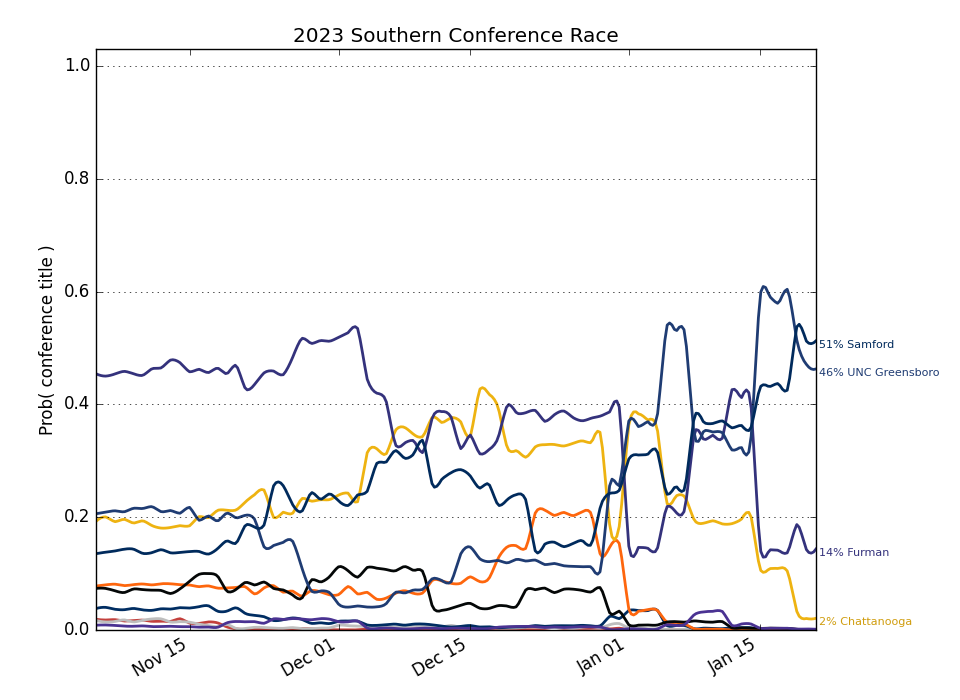 2023 Southern Conference Race
Prob( conference title )
1.0
0.8
0.6
0.4
0.2
0.0
51% Samford
46% UNC Greensboro
14% Furman
2% Chattanooga
Nov 15
Dec 01
Dec 15
Jan 01
Jan 15